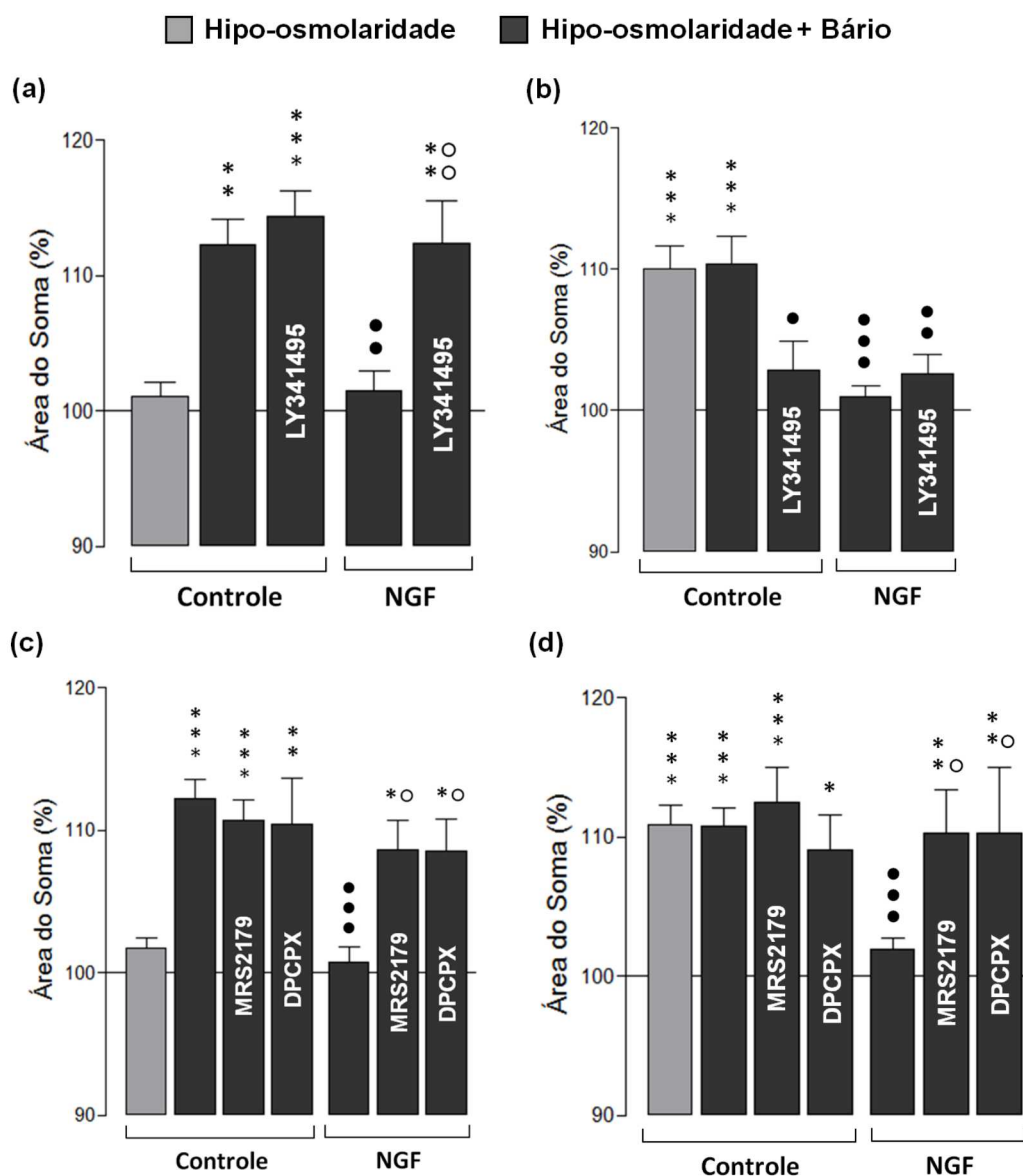 Hipo-osmolaridade Hipo-osmolaridade + Bário
(a)
Área do Soma (%)
120
110
100
90
**
***
LY341495
●●
**○○
LY341495
Controle NGF
(b)
Área do Soma (%)
120
110
100
90
***
***
●
LY341495
●●●
●●
LY341495
Controle NGF
(c)
Área do Soma (%)
120
110
100
90
***
***
MRS2179
**
DPCPX
●●●
*○
MRS2179
*○
DPCPX
Controle NGF
(d)
Área do Soma (%)
120
110
100
90
***
***
***
MRS2179
*
DPCPX
●●●
**○
MRS2179
**○
DPCPX
Controle NGF